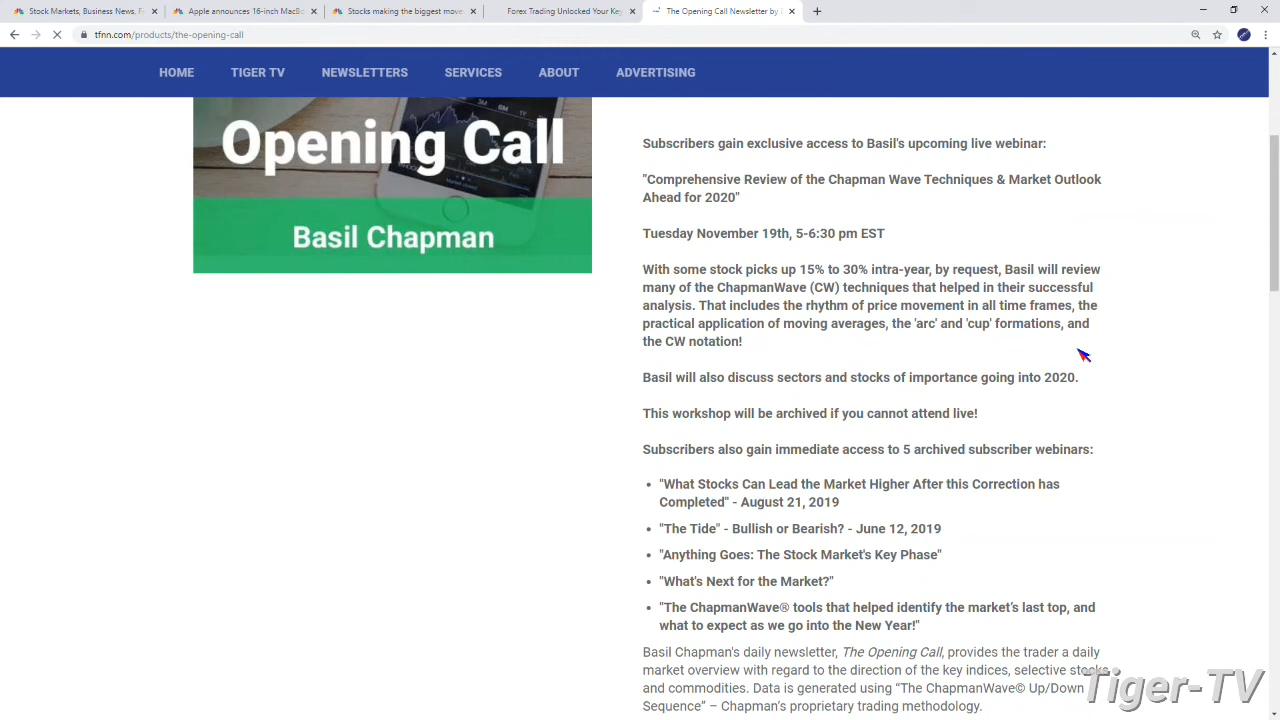 Stock Markets, Business News, F
Apple announces 16-inch MacBo
Stocks making the biggest move
Forex Trading Unlocked Your Key
The Opening Call Newsletter by
tfnn.com/products/the-opening-call
HOME TIGER TV NEWSLETTERS SERVICES ABOUT ADVERTISING
3M 6M 1Y
Opening Call
Market closed
Basil Chapman
Subscribers gain exclusive access to Basil's upcoming live webinar:
"Comprehensive Review of the Chapman Wave Techniques & Market Outlook
Ahead for 2020"
Tuesday November 19th, 5-6:30 pm EST
With some stock picks up 15% to 30% intra-year, by request, Basil will review
many of the ChapmanWave (CW) techniques that helped in their successful
analysis. That includes the rhythm of price movement in all time frames, the
practical application of moving averages, the 'arc' and 'cup' formations, and
the CW notation!
Basil will also discuss sectors and stocks of importance going into 2020.
This workshop will be archived if you cannot attend live!
Subscribers also gain immediate access to 5 archived subscriber webinars:
• "What Stocks Can Lead the Market Higher After this Correction has
Completed" - August 21, 2019
• "The Tide" - Bullish or Bearish? - June 12, 2019
• "Anything Goes: The Stock Market's Key Phase"
• "What's Next for the Market?"
• "The ChapmanWave® tools that helped identify the market’s last top, and
what to expect as we go into the New Year!"
Basil Chapman's daily newsletter, The Opening Call, provides the trader a daily
market overview with regard to the direction of the key indices, selective stocks
and commodities. Data is generated using “The ChapmanWave© Up/Down
Sequence” – Chapman’s proprietary trading methodology.
Tiger-TV